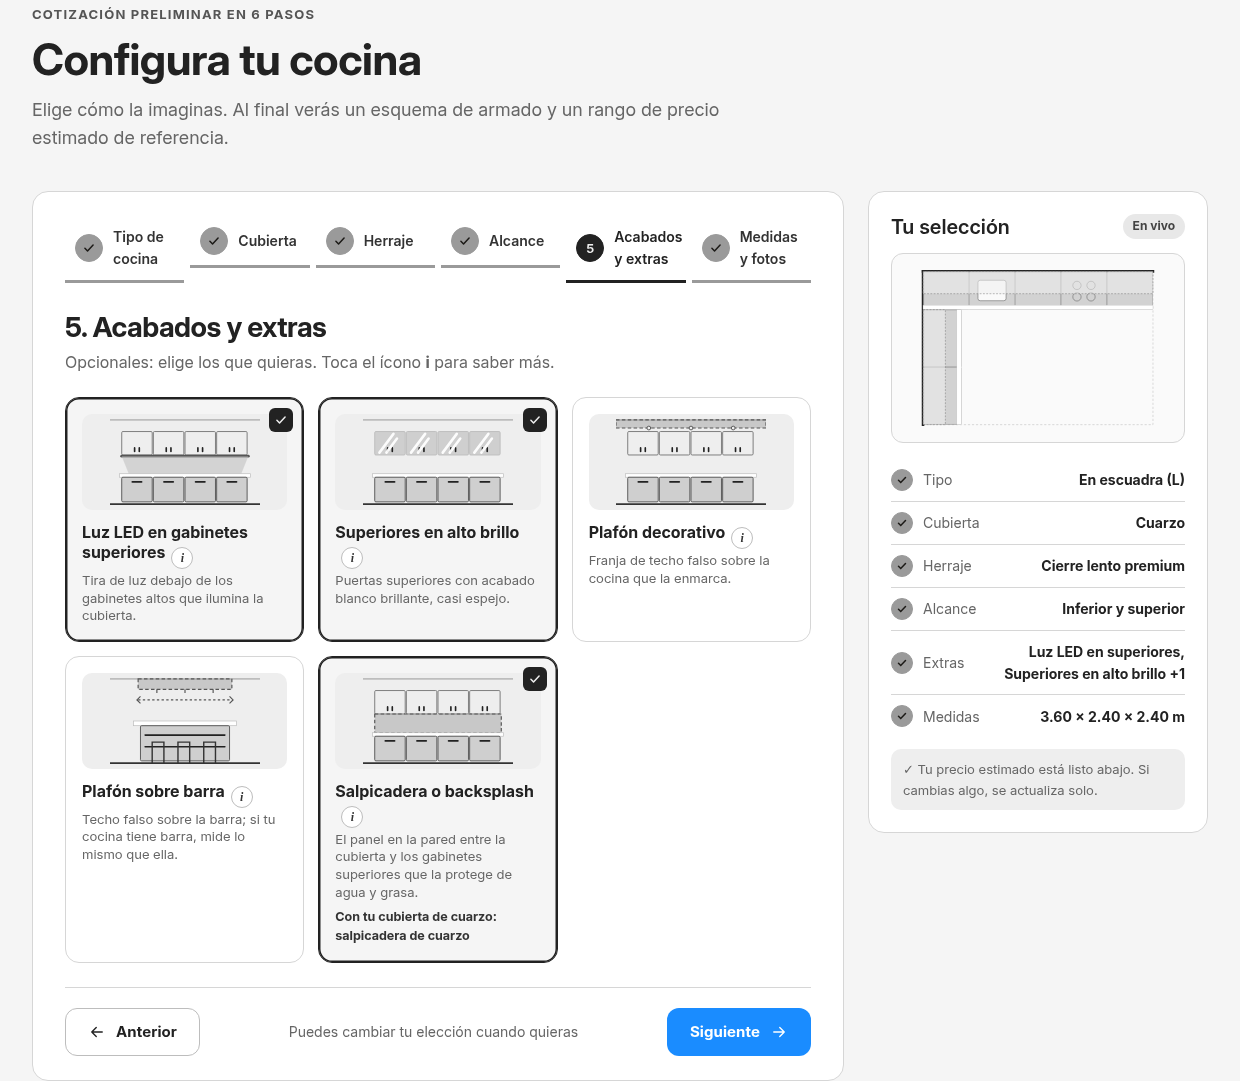 COTIZACIÓN PRELIMINAR EN 6 PASOS
Configura tu cocina
Elige cómo la imaginas. Al final verás un esquema de armado y un rango de precio
estimado de referencia.
Tipo de
cocina
Cubierta
Herraje
Alcance
5
Acabados
y extras
Medidas
y fotos
5. Acabados y extras
Opcionales: elige los que quieras. Toca el ícono i para saber más.
Luz LED en gabinetes
superiores i
Tira de luz debajo de los
gabinetes altos que ilumina la
cubierta.
Superiores en alto brillo
i
Puertas superiores con acabado
blanco brillante, casi espejo.
Plafón decorativo i
Franja de techo falso sobre la
cocina que la enmarca.
Plafón sobre barra i
Techo falso sobre la barra; si tu
cocina tiene barra, mide lo
mismo que ella.
Salpicadera o backsplash
i
El panel en la pared entre la
cubierta y los gabinetes
superiores que la protege de
agua y grasa.
Con tu cubierta de cuarzo:
salpicadera de cuarzo
← Anterior
Puedes cambiar tu elección cuando quieras
Siguiente →
Tu selección
En vivo
Tipo En escuadra (L)
Cubierta Cuarzo
Herraje Cierre lento premium
Alcance Inferior y superior
Extras Luz LED en superiores,
Superiores en alto brillo +1
Medidas 3.60 × 2.40 × 2.40 m
✓ Tu precio estimado está listo abajo. Si
cambias algo, se actualiza solo.